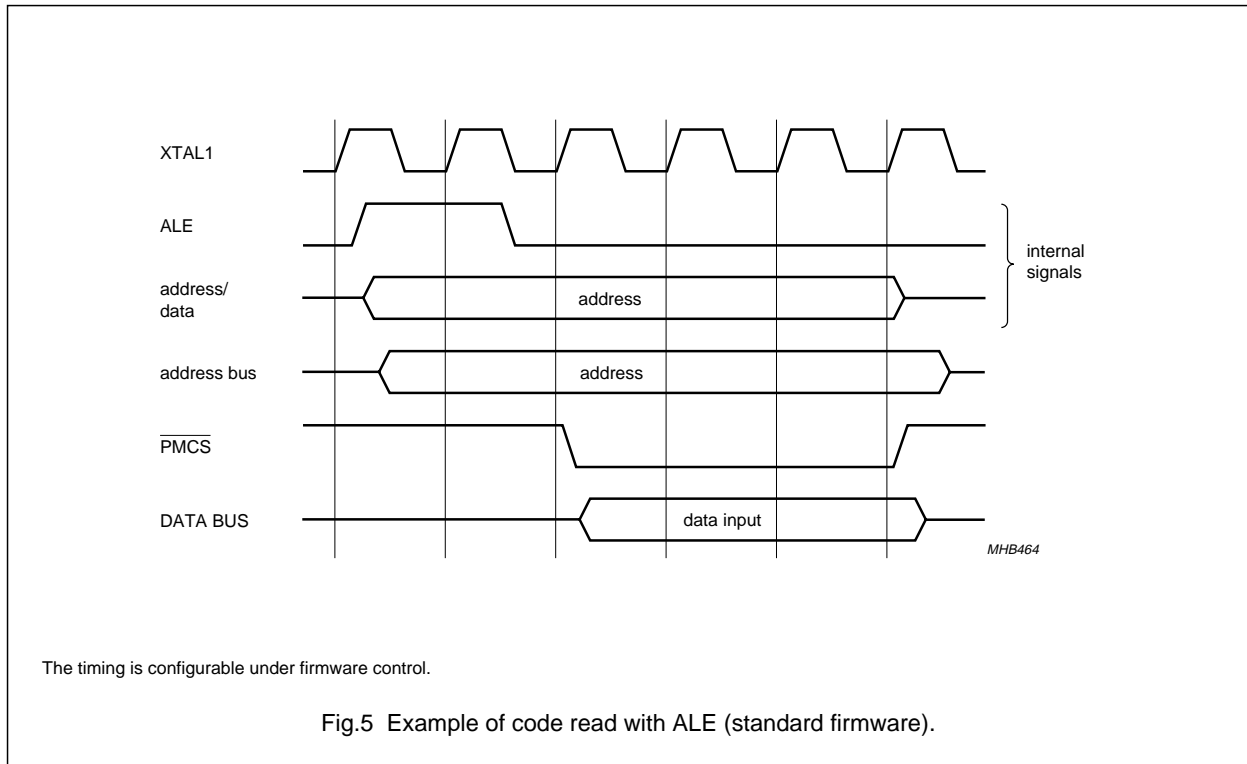 XTAL1
ALE
internal
signals
address/
data
address
address bus
address
PMCS
DATA BUS
data input
MHB464
The timing is configurable under firmware control.
Fig.5 Example of code read with ALE (standard firmware).